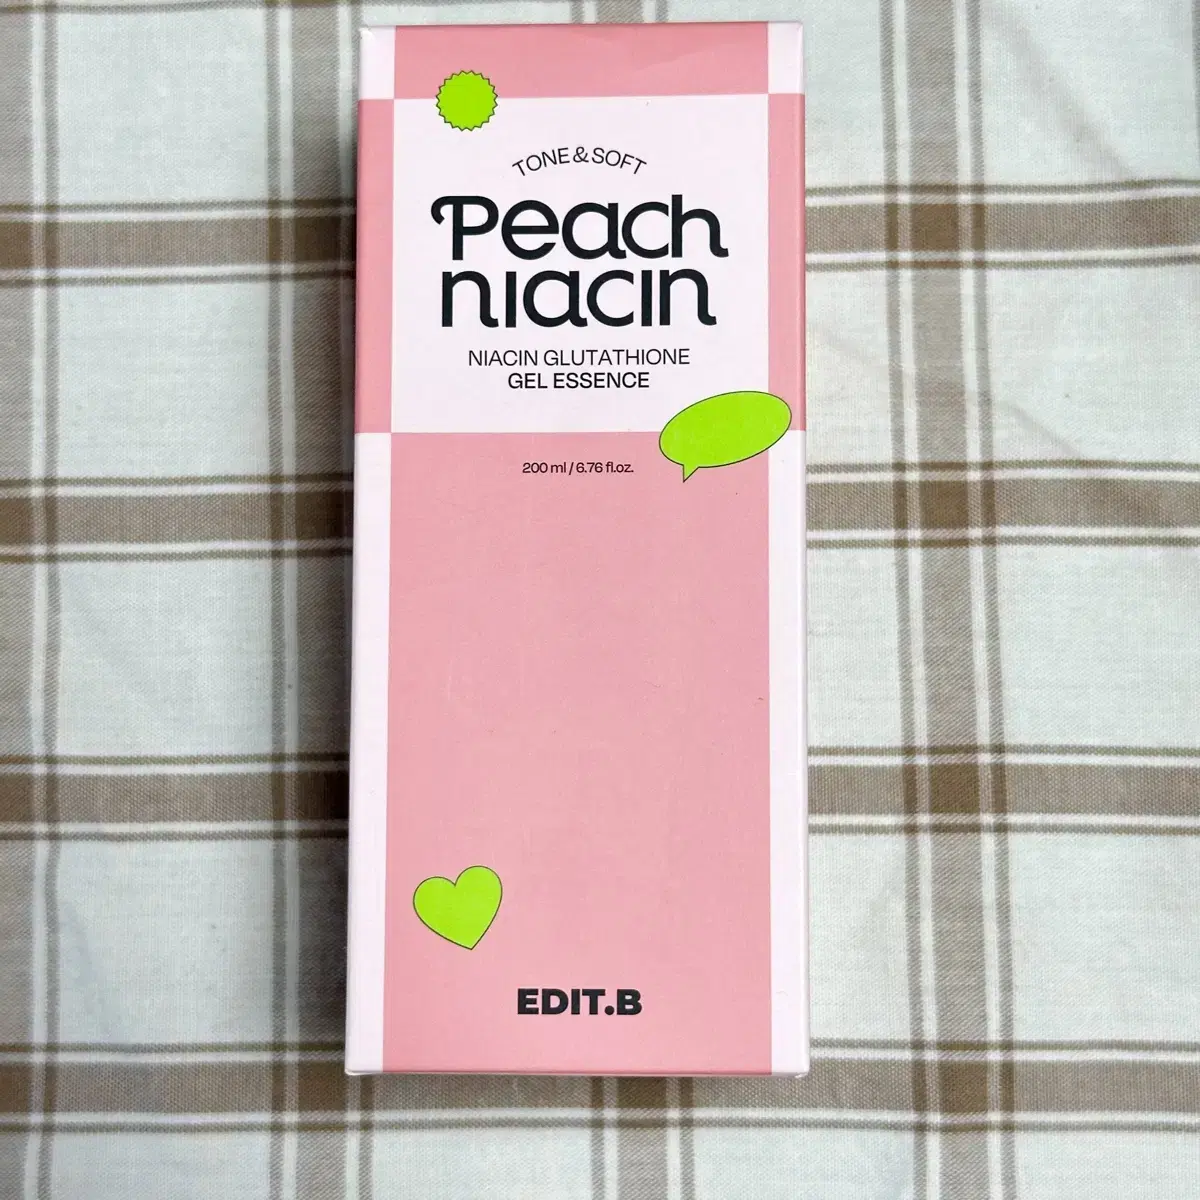 TONE&SOFT
Peach
niacin
NIACIN GLUTATHIONE
GEL ESSENCE
200 ml / 6.76 fl.oz.
EDIT.B